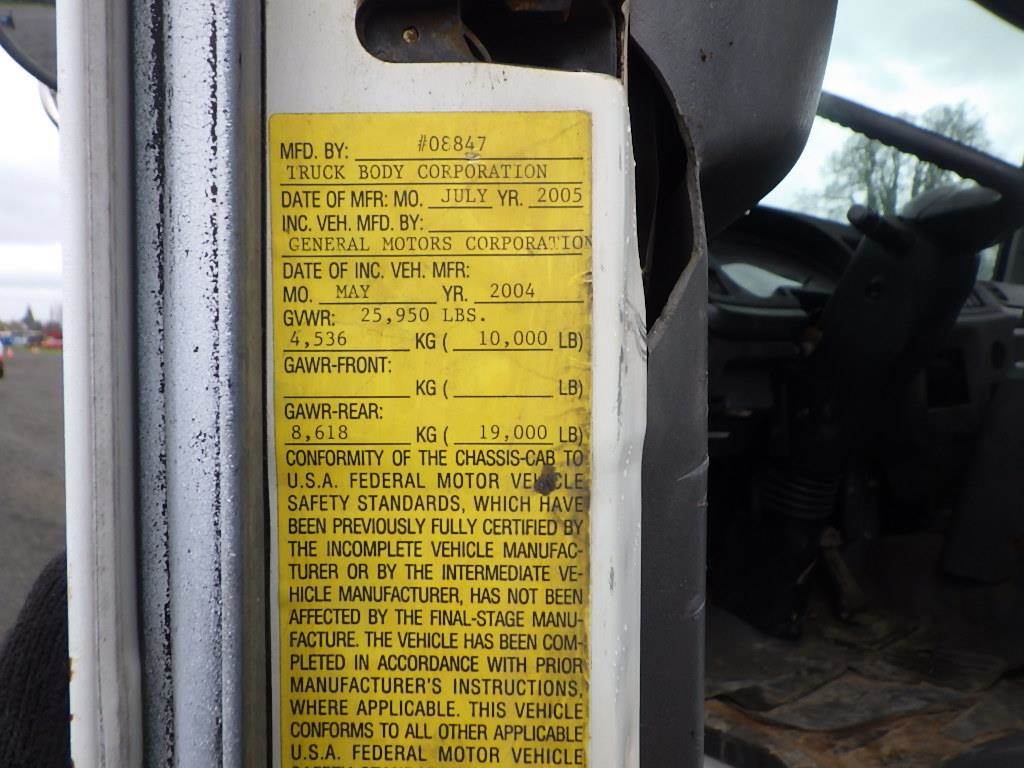 MFD. BY: #08847
TRUCK BODY CORPORATION
DATE OF MFR: MO. JULY YR. 2005
INC. VEH. MFD. BY:
GENERAL MOTORS CORPORATION
DATE OF INC. VEH. MFR:
MO. MAY YR. 2004
GVWR: 25,950 LBS.
4,536 KG ( 10,000 LB)
GAWR-FRONT:
KG ( LB)
GAWR-REAR:
8,618 KG ( 19,000 LB)
CONFORMITY OF THE CHASSIS-CAB TO
U.S.A. FEDERAL MOTOR VEHICLE
SAFETY STANDARDS, WHICH HAVE
BEEN PREVIOUSLY FULLY CERTIFIED BY
THE INCOMPLETE VEHICLE MANUFAC-
TURER OR BY THE INTERMEDIATE VE-
HICLE MANUFACTURER, HAS NOT BEEN
AFFECTED BY THE FINAL-STAGE MANU-
FACTURE. THE VEHICLE HAS BEEN COM-
PLETED IN ACCORDANCE WITH PRIOR
MANUFACTURER'S INSTRUCTIONS,
WHERE APPLICABLE. THIS VEHICLE
CONFORMS TO ALL OTHER APPLICABLE
U.S.A. FEDERAL MOTOR VEHICLE